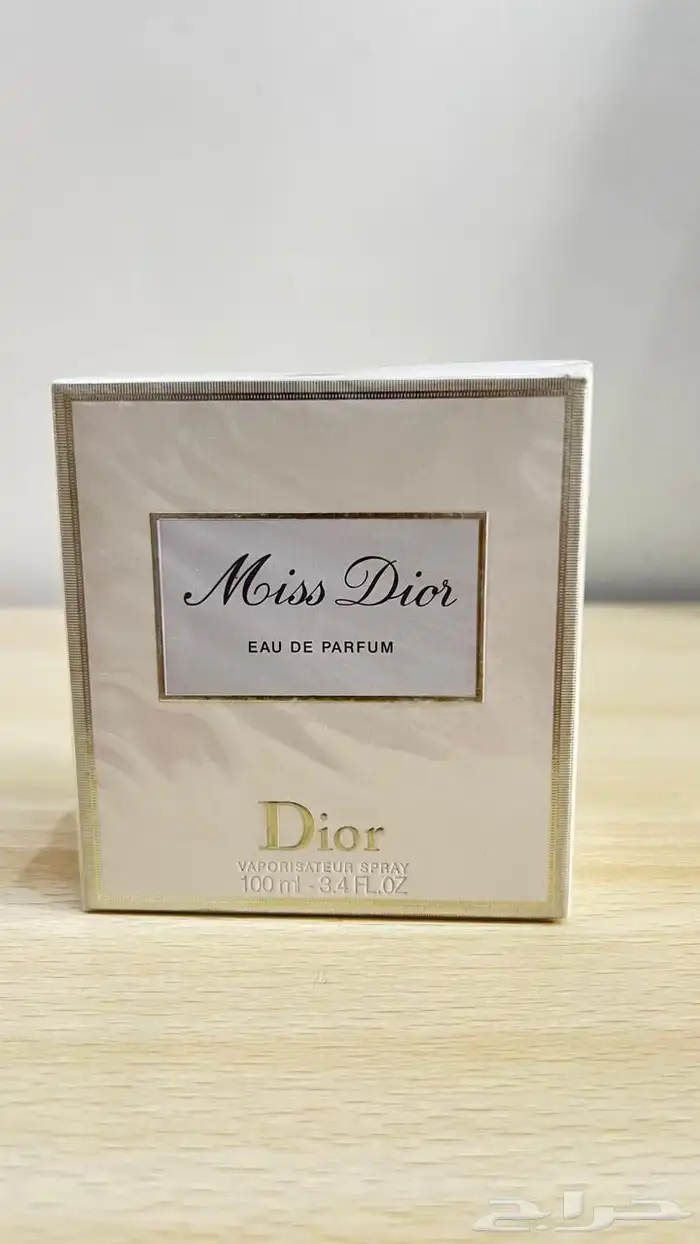 Miss Dior
EAU DE PARFUM
Dior
VAPORISATEUR SPRAY
100 ml - 3.4 FL.OZ
حراج